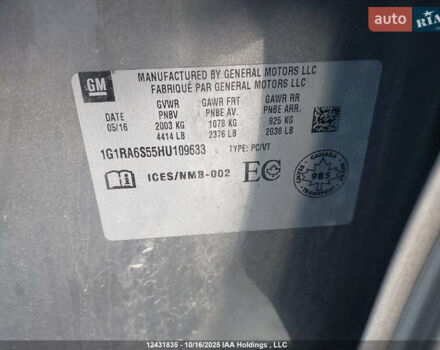 auto RIA
GM
MANUFACTURED BY GENERAL MOTORS LLC
FABRIQUÉ PAR GENERAL MOTORS LLC
GVWR GAWR FRT GAWR RR
DATE PNBV PNBE AV. PNBE ARR.
05/16 2003 KG 1078 KG 925 KG
4414 LB 2376 LB 2038 LB
1G1RA6S55HU109633 TYPE: PC/VT
ICES/NMB-002 EC CANADA 985 TRANSPORT
12431835 - 10/16/2025 IAA Holdings , LLC